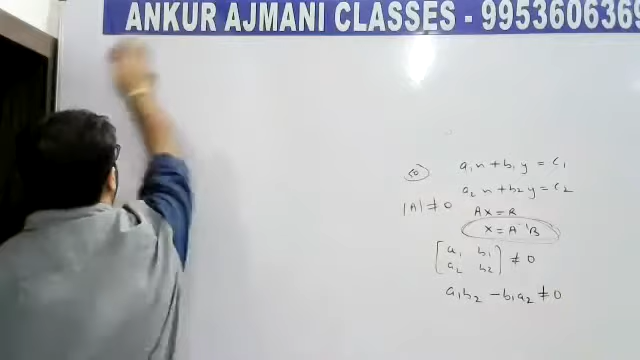 ANKUR AJMANI CLASSES - 9953606369
a₁x + b₁y = c₁
a₂x + b₂y = c₂
|A| ≠ 0 AX = B
X = A⁻¹B
[a₁ b₁
a₂ b₂] ≠ 0
a₁b₂ - b₁a₂ ≠ 0